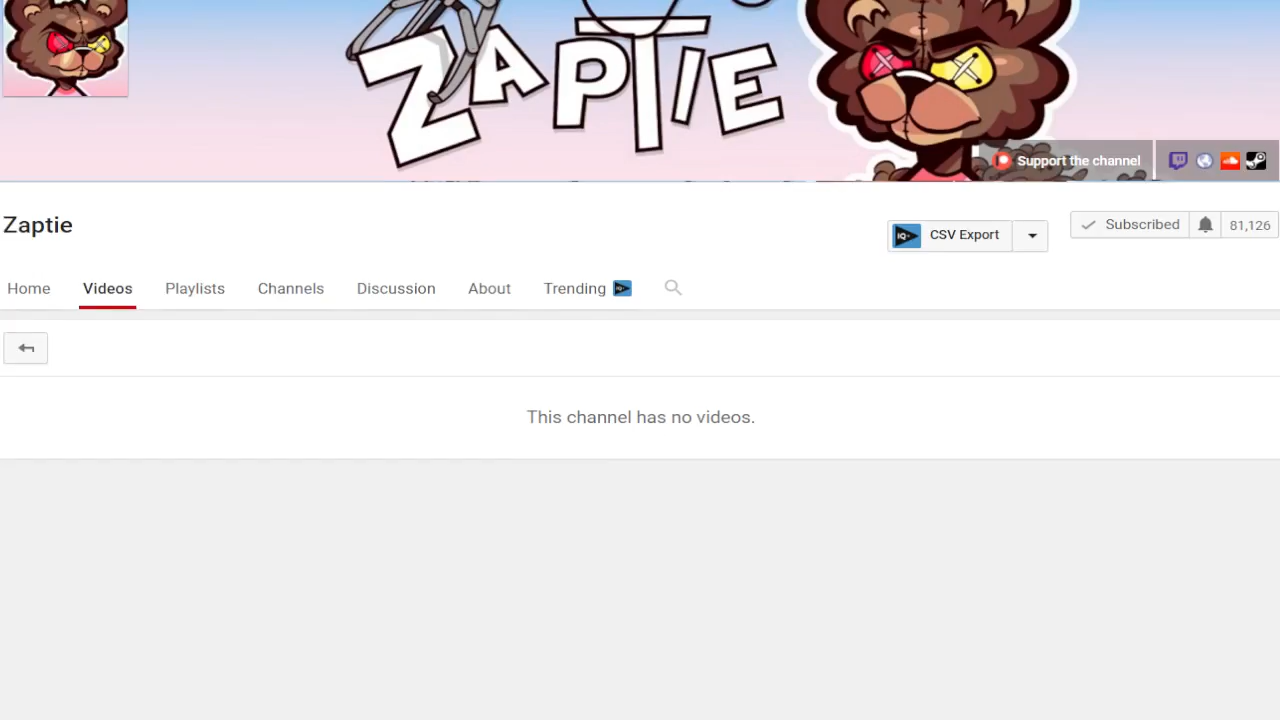 ZAPTIE
Support the channel
Zaptie
IQ+ CSV Export
Subscribed 81,126
Home Videos Playlists Channels Discussion About Trending
This channel has no videos.